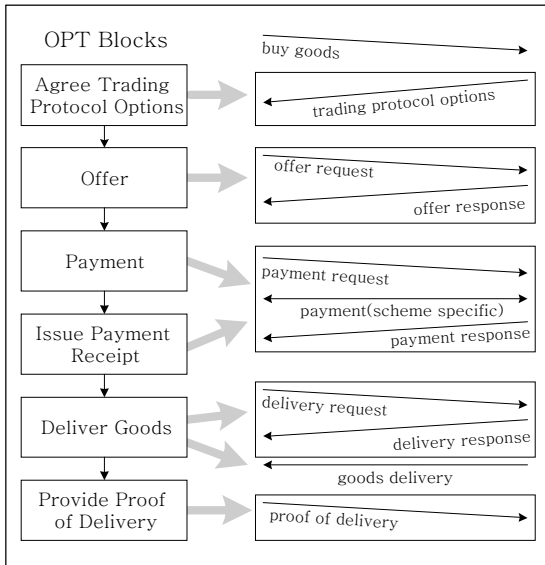 OPT Blocks
buy goods
Agree Trading
Protocol Options
trading protocol options
Offer
offer request
offer response
Payment
payment request
payment(scheme specific)
payment response
Issue Payment
Receipt
Deliver Goods
delivery request
delivery response
goods delivery
Provide Proof
of Delivery
proof of delivery